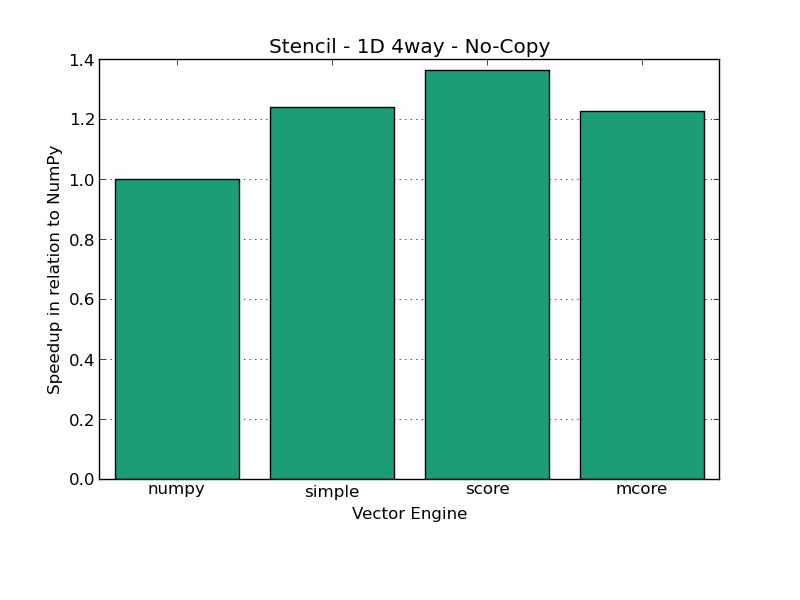 Stencil - 1D 4way - No-Copy
Speedup in relation to NumPy
1.4
1.2
1.0
0.8
0.6
0.4
0.2
0.0
numpy simple score mcore
Vector Engine